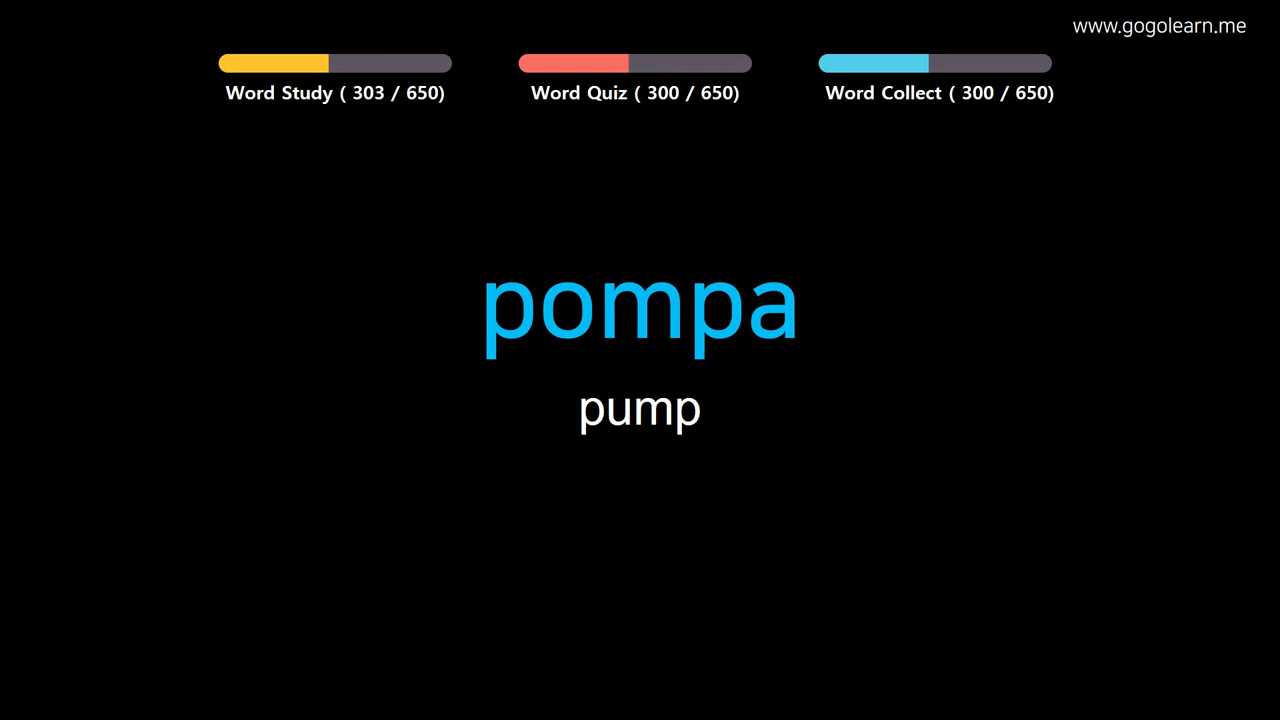 www.gogolearn.me
Word Study ( 303 / 650)
Word Quiz ( 300 / 650)
Word Collect ( 300 / 650)
pompa
pump